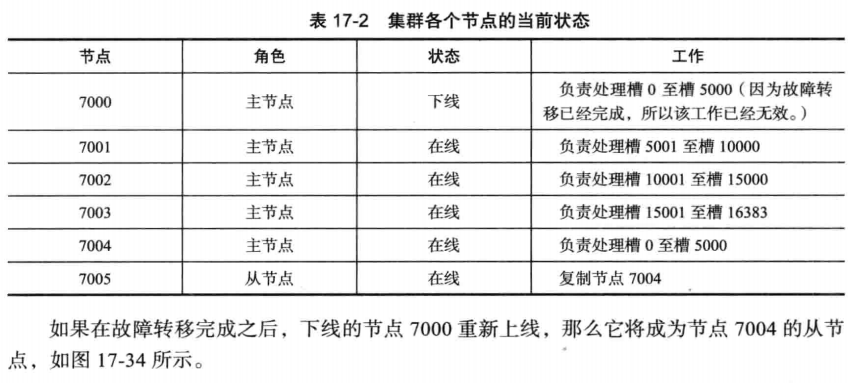 表 17-2 集群各个节点的当前状态
节点 角色 状态 工作
7000 主节点 下线 负责处理槽 0 至槽 5000（因为故障转
移已经完成，所以该工作已经无效。）
7001 主节点 在线 负责处理槽 5001 至槽 10000
7002 主节点 在线 负责处理槽 10001 至槽 15000
7003 主节点 在线 负责处理槽 15001 至槽 16383
7004 主节点 在线 负责处理槽 0 至槽 5000
7005 从节点 在线 复制节点 7004
如果在故障转移完成之后，下线的节点 7000 重新上线，那么它将成为节点 7004 的从节
点，如图 17-34 所示。